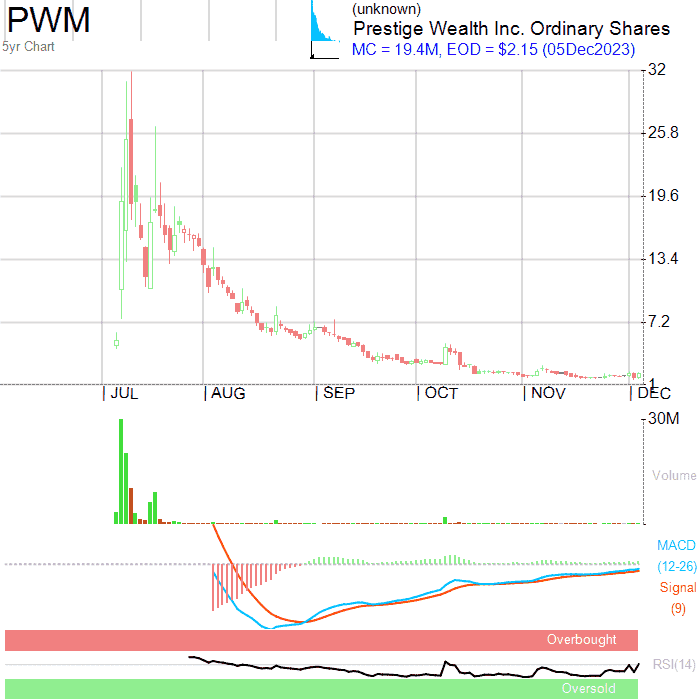 PWM
5yr Chart
(unknown)
Prestige Wealth Inc. Ordinary Shares
MC = 19.4M, EOD = $2.15 (05Dec2023)
32
25.8
19.6
13.4
7.2
1
JUL AUG SEP OCT NOV DEC
30M
Volume
MACD
(12-26)
Signal
(9)
Overbought
RSI(14)
Oversold